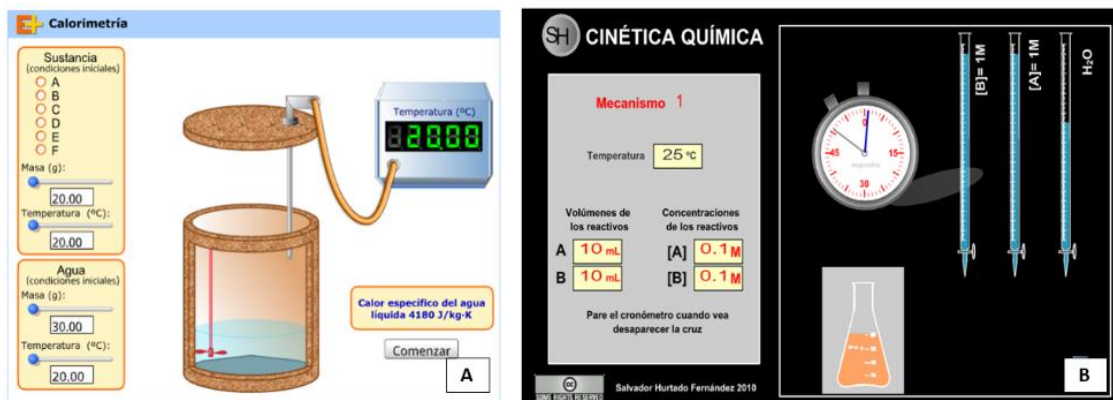 E+ Calorimetría
Sustancia
(condiciones iniciales)
A
B
C
D
E
F
Masa (g):
20.00
Temperatura (ºC):
20.00
Agua
(condiciones iniciales)
Masa (g):
30.00
Temperatura (ºC):
20.00
Temperatura (ºC)
20.00
Calor específico del agua
líquida 4180 J/kg·K
Comenzar
A
SH CINÉTICA QUÍMICA
Mecanismo 1
Temperatura 25 ºC
Volúmenes de
los reactivos
Concentraciones
de los reactivos
A 10 mL [A] 0.1 M
B 10 mL [B] 0.1 M
Pare el cronómetro cuando vea
desaparecer la cruz
cc
SOME RIGHTS RESERVED
Salvador Hurtado Fernández 2010
0
15
30
45
[B]= 1M
[A]= 1M
H₂O
B